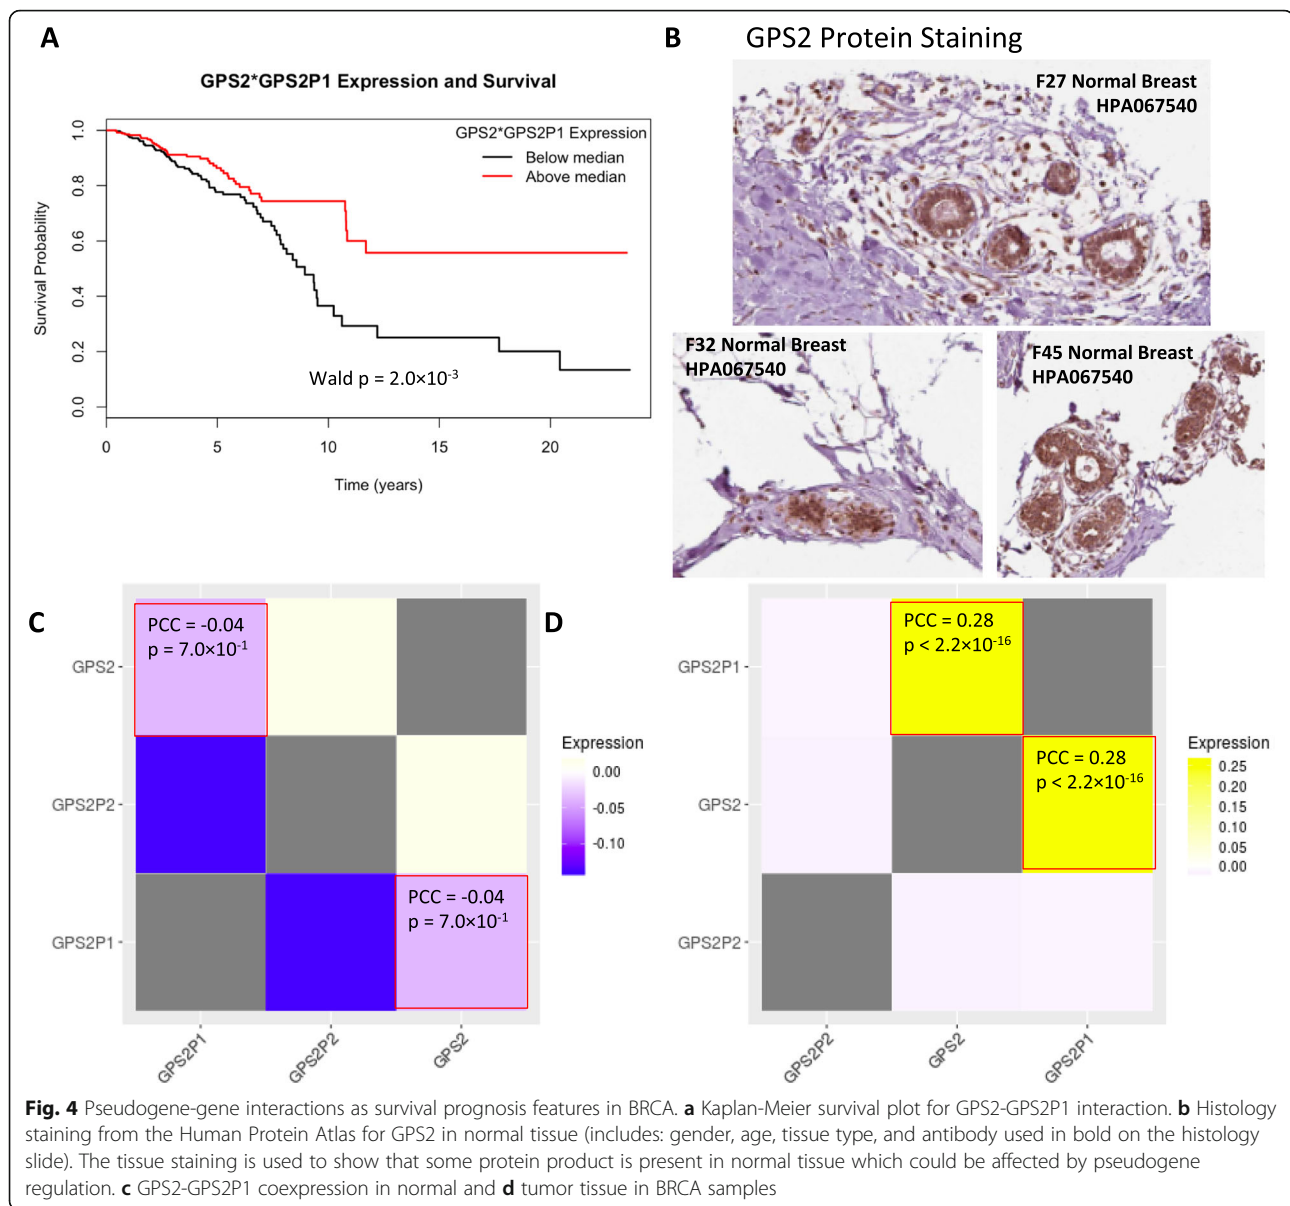 A
GPS2*GPS2P1 Expression and Survival
GPS2*GPS2P1 Expression
Below median
Above median
Survival Probability
1.0
0.8
0.6
0.4
0.2
0.0
Wald p = 2.0×10⁻³
0 5 10 15 20
Time (years)
B GPS2 Protein Staining
F27 Normal Breast
HPA067540
F32 Normal Breast
HPA067540
F45 Normal Breast
HPA067540
C
PCC = -0.04
p = 7.0×10⁻¹
GPS2
GPS2P2
GPS2P1
PCC = -0.04
p = 7.0×10⁻¹
GPS2P1 GPS2P2 GPS2
Expression
0.00
-0.05
-0.10
D
PCC = 0.28
p < 2.2×10⁻¹⁶
GPS2P1
GPS2
GPS2P2
PCC = 0.28
p < 2.2×10⁻¹⁶
GPS2P2 GPS2 GPS2P1
Expression
0.25
0.20
0.15
0.10
0.05
0.00
Fig. 4 Pseudogene-gene interactions as survival prognosis features in BRCA. a Kaplan-Meier survival plot for GPS2-GPS2P1 interaction. b Histology
staining from the Human Protein Atlas for GPS2 in normal tissue (includes: gender, age, tissue type, and antibody used in bold on the histology
slide). The tissue staining is used to show that some protein product is present in normal tissue which could be affected by pseudogene
regulation. c GPS2-GPS2P1 coexpression in normal and d tumor tissue in BRCA samples